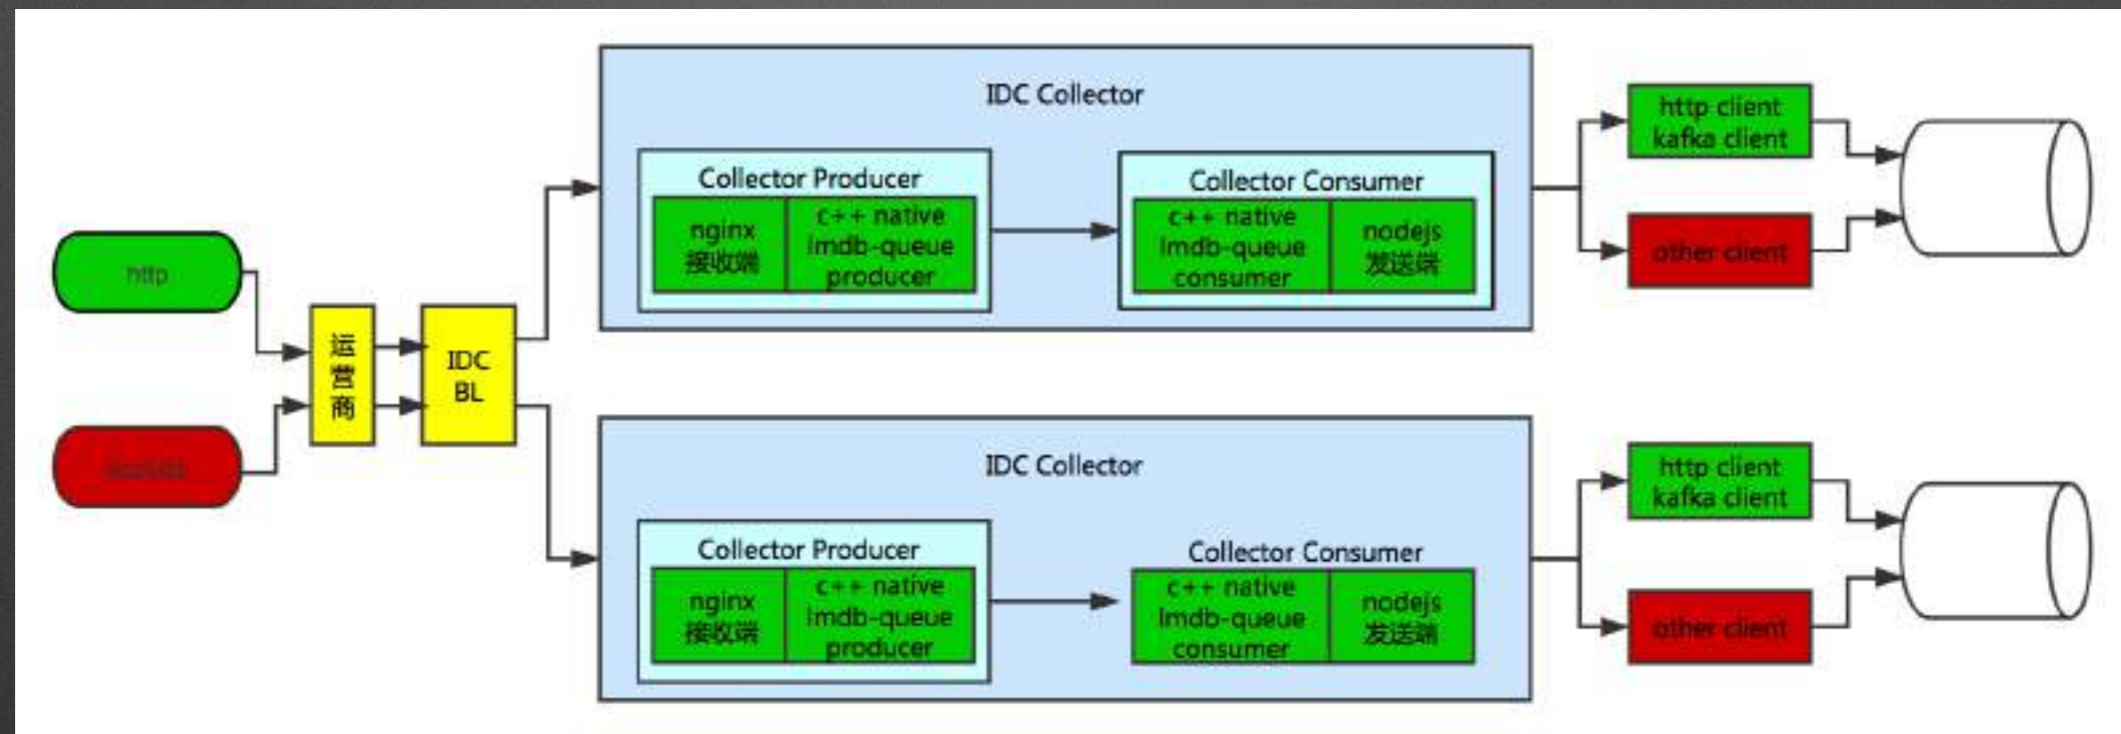 http
运
营
商
IDC
BL
IDC Collector
Collector Producer
nginx
接收端
c++ native
lmdb-queue
producer
Collector Consumer
c++ native
lmdb-queue
consumer
nodejs
发送端
http client
kafka client
other client
IDC Collector
Collector Producer
nginx
接收端
c++ native
lmdb-queue
producer
Collector Consumer
c++ native
lmdb-queue
consumer
nodejs
发送端
http client
kafka client
other client